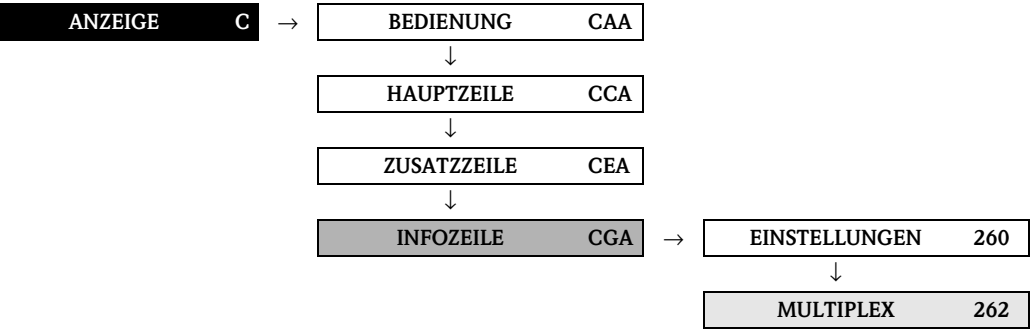 ANZEIGE C → BEDIENUNG CAA
↓
HAUPTZEILE CCA
↓
ZUSATZZEILE CEA
↓
INFOZEILE CGA → EINSTELLUNGEN 260
↓
MULTIPLEX 262